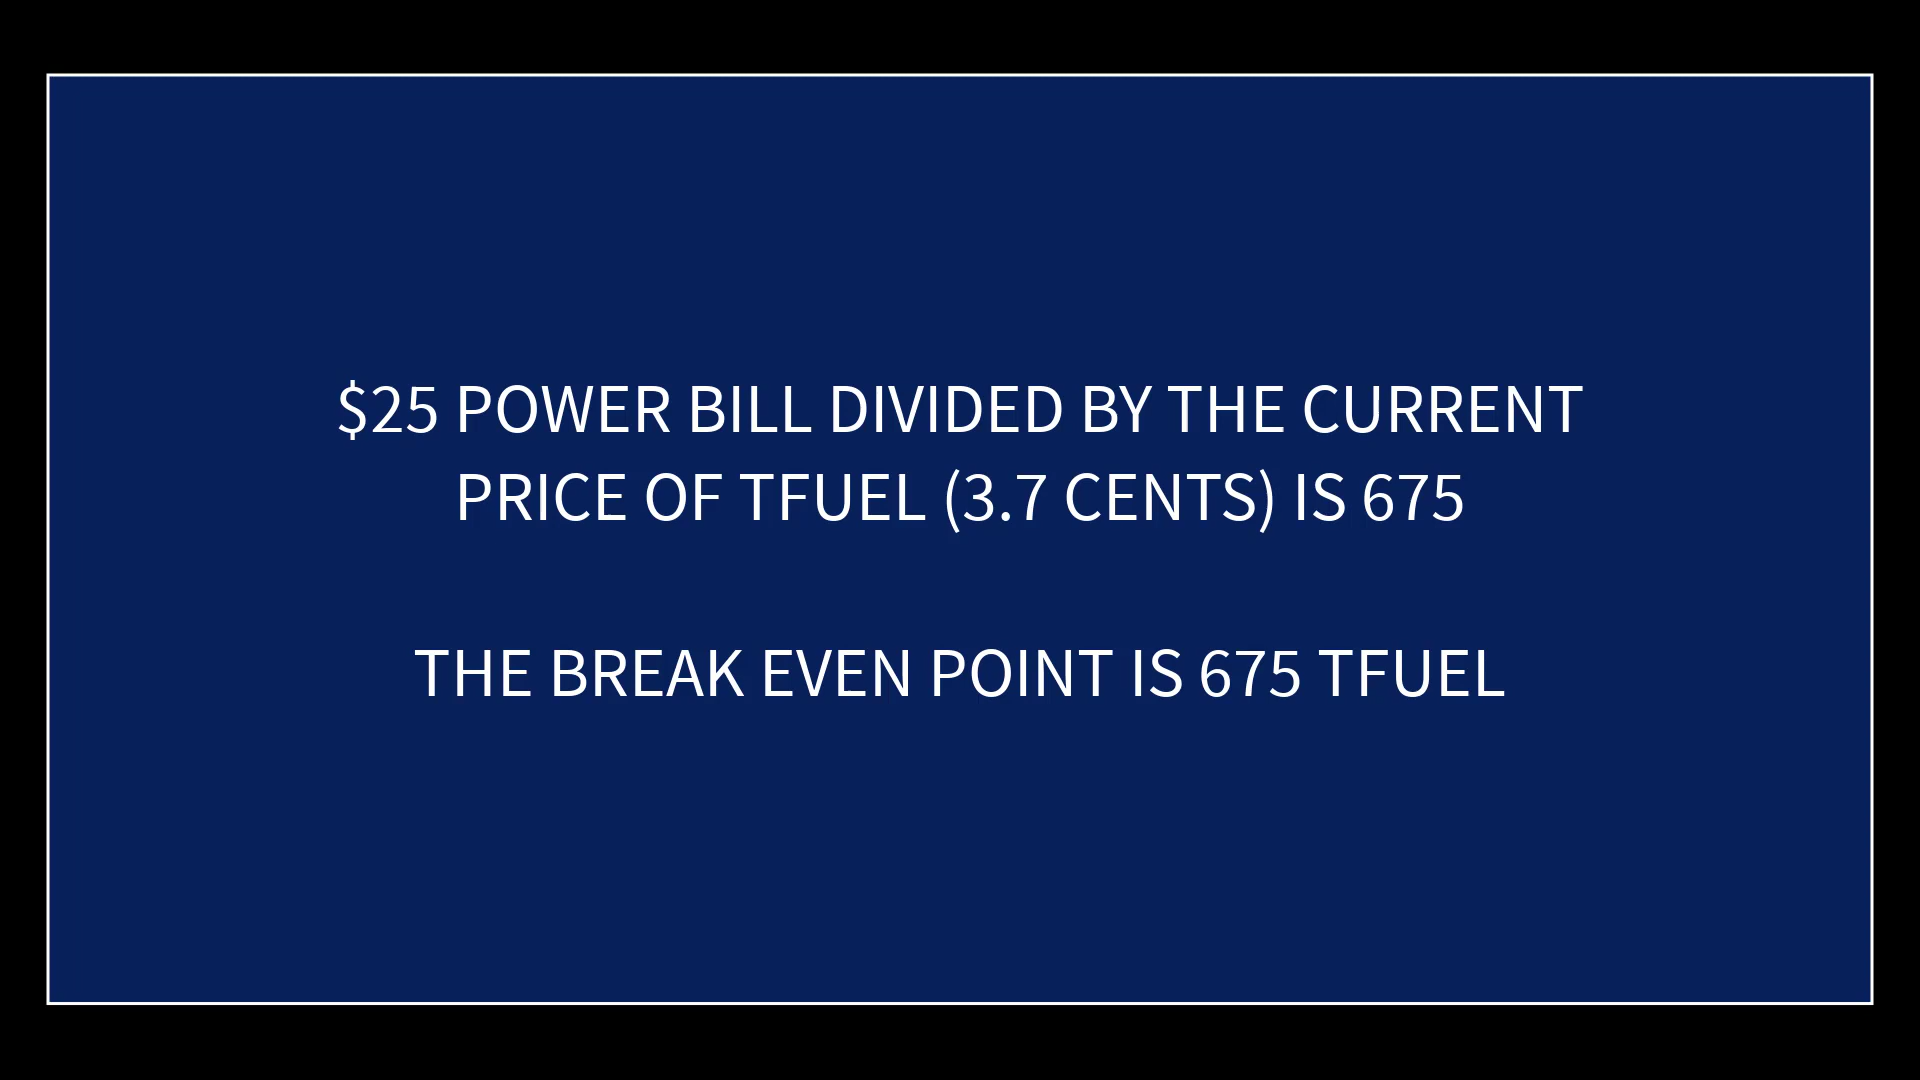 $25 POWER BILL DIVIDED BY THE CURRENT
PRICE OF TFUEL (3.7 CENTS) IS 675
THE BREAK EVEN POINT IS 675 TFUEL